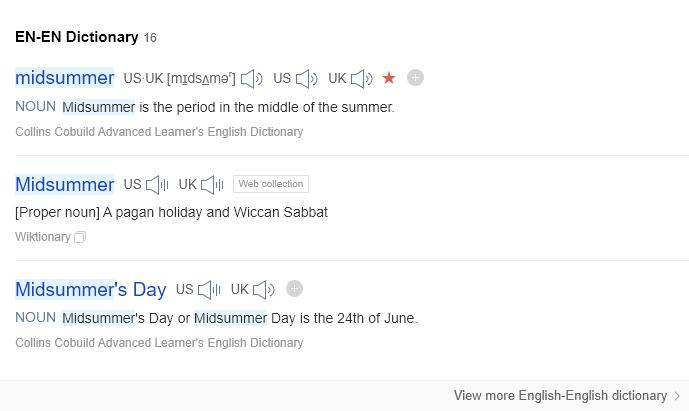 EN-EN Dictionary 16
midsummer US·UK [mɪdsʌmə^r] US UK
NOUN Midsummer is the period in the middle of the summer.
Collins Cobuild Advanced Learner's English Dictionary
Midsummer US UK Web collection
[Proper noun] A pagan holiday and Wiccan Sabbat
Wiktionary
Midsummer's Day US UK
NOUN Midsummer's Day or Midsummer Day is the 24th of June.
Collins Cobuild Advanced Learner's English Dictionary
View more English-English dictionary